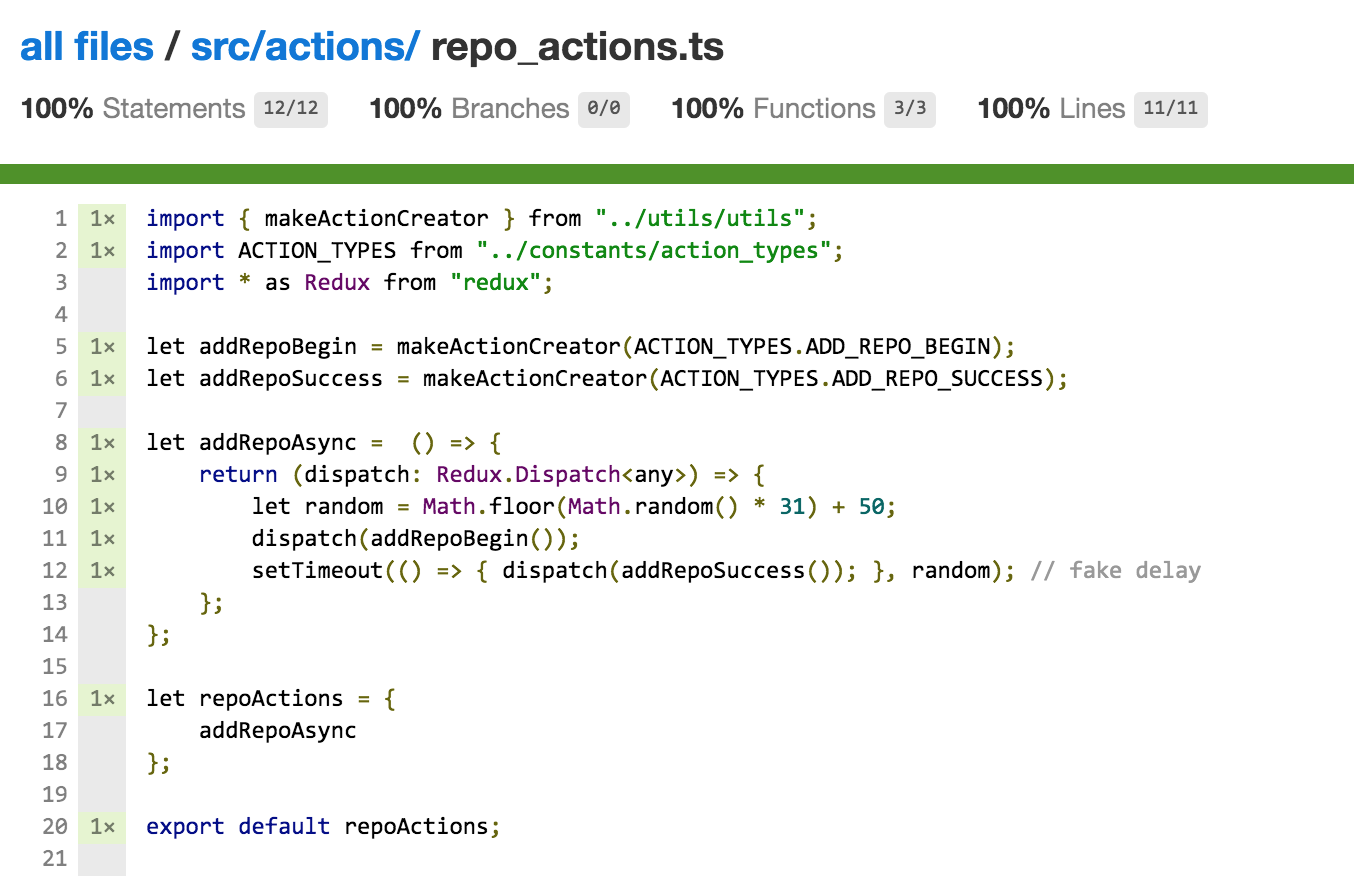 all files / src/actions/ repo_actions.ts
100% Statements 12/12 100% Branches 0/0 100% Functions 3/3 100% Lines 11/11
1 1× import { makeActionCreator } from "../utils/utils";
2 1× import ACTION_TYPES from "../constants/action_types";
3 import * as Redux from "redux";
4
5 1× let addRepoBegin = makeActionCreator(ACTION_TYPES.ADD_REPO_BEGIN);
6 1× let addRepoSuccess = makeActionCreator(ACTION_TYPES.ADD_REPO_SUCCESS);
7
8 1× let addRepoAsync =  () => {
9 1×     return (dispatch: Redux.Dispatch<any>) => {
10 1×         let random = Math.floor(Math.random() * 31) + 50;
11 1×         dispatch(addRepoBegin());
12 1×         setTimeout(() => { dispatch(addRepoSuccess()); }, random); // fake delay
13     };
14 };
15
16 1× let repoActions = {
17     addRepoAsync
18 };
19
20 1× export default repoActions;
21